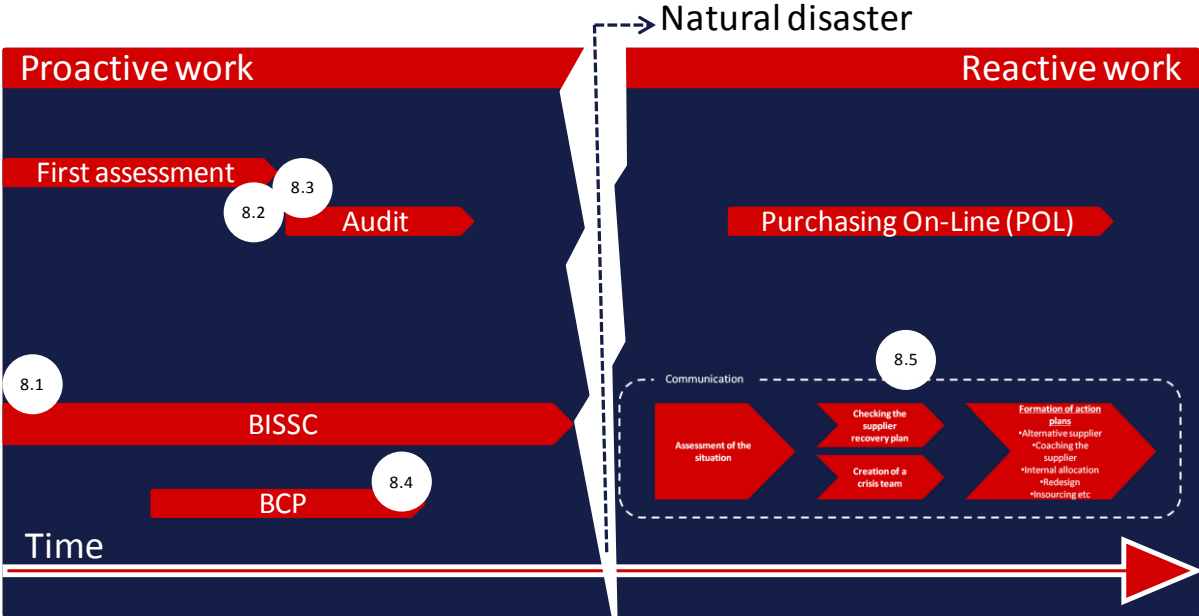 Natural disaster
Proactive work
Reactive work
First assessment
8.3
8.2
Audit
Purchasing On-Line (POL)
8.1
8.5
Communication
BISSC
Assessment of the
situation
Checking the
supplier
recovery plan
Creation of a
crisis team
Formation of action
plans
•Alternative supplier
•Coaching the
supplier
•Internal allocation
•Redesign
•Insourcing etc
8.4
BCP
Time